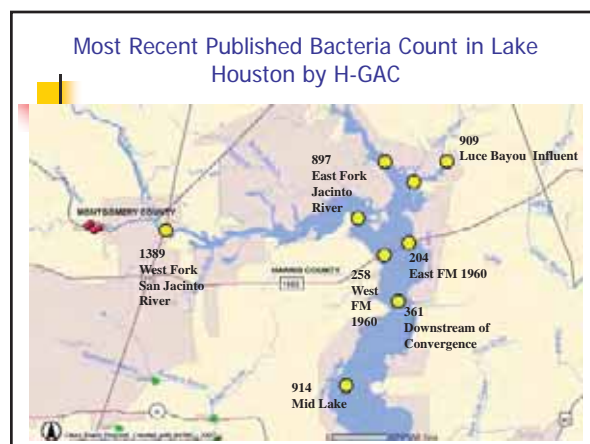 Most Recent Published Bacteria Count in Lake
Houston by H-GAC
909
Luce Bayou Influent
897
East Fork
Jacinto
River
MONTGOMERY COUNTY
1389
West Fork
San Jacinto
River
HARRIS COUNTY
1960
258
West
FM
1960
204
East FM 1960
361
Downstream of
Convergence
914
Mid Lake